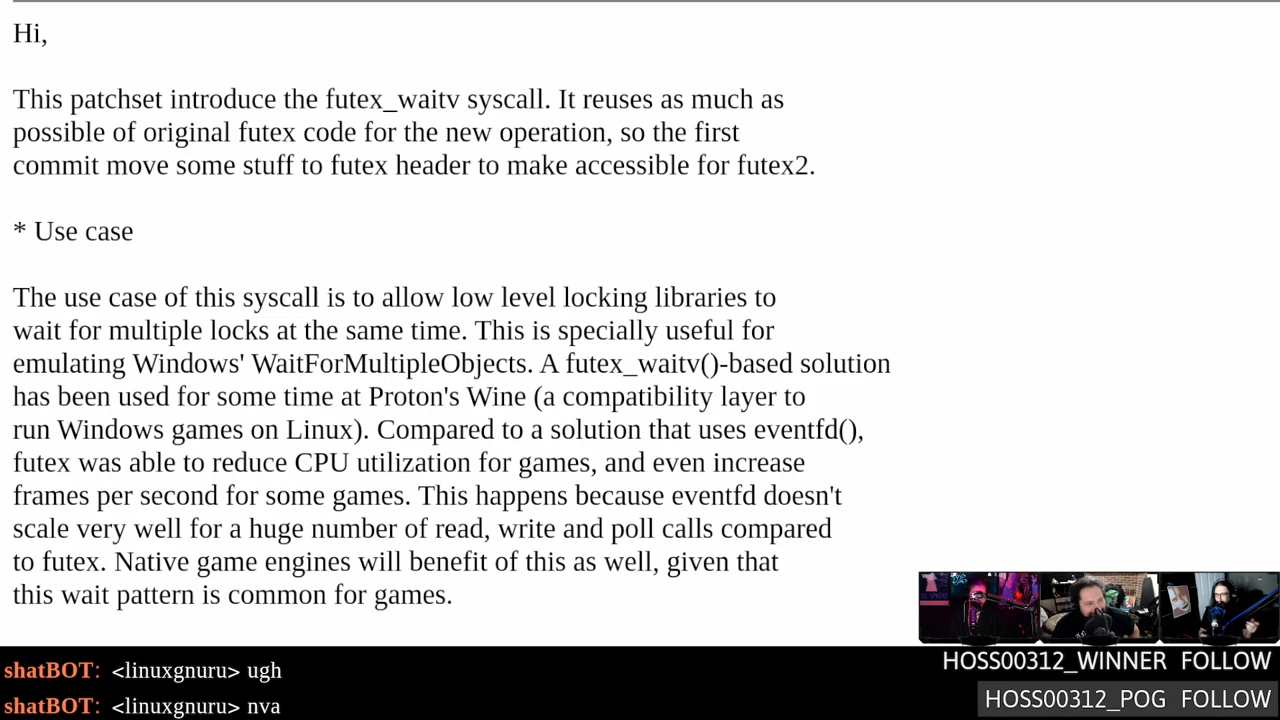 Hi,
This patchset introduce the futex_waitv syscall. It reuses as much as
possible of original futex code for the new operation, so the first
commit move some stuff to futex header to make accessible for futex2.
* Use case
The use case of this syscall is to allow low level locking libraries to
wait for multiple locks at the same time. This is specially useful for
emulating Windows' WaitForMultipleObjects. A futex_waitv()-based solution
has been used for some time at Proton's Wine (a compatibility layer to
run Windows games on Linux). Compared to a solution that uses eventfd(),
futex was able to reduce CPU utilization for games, and even increase
frames per second for some games. This happens because eventfd doesn't
scale very well for a huge number of read, write and poll calls compared
to futex. Native game engines will benefit of this as well, given that
this wait pattern is common for games.
shatBOT: <linuxgnuru> ugh
shatBOT: <linuxgnuru> nva
HOSS00312_WINNER FOLLOW
HOSS00312_POG FOLLOW